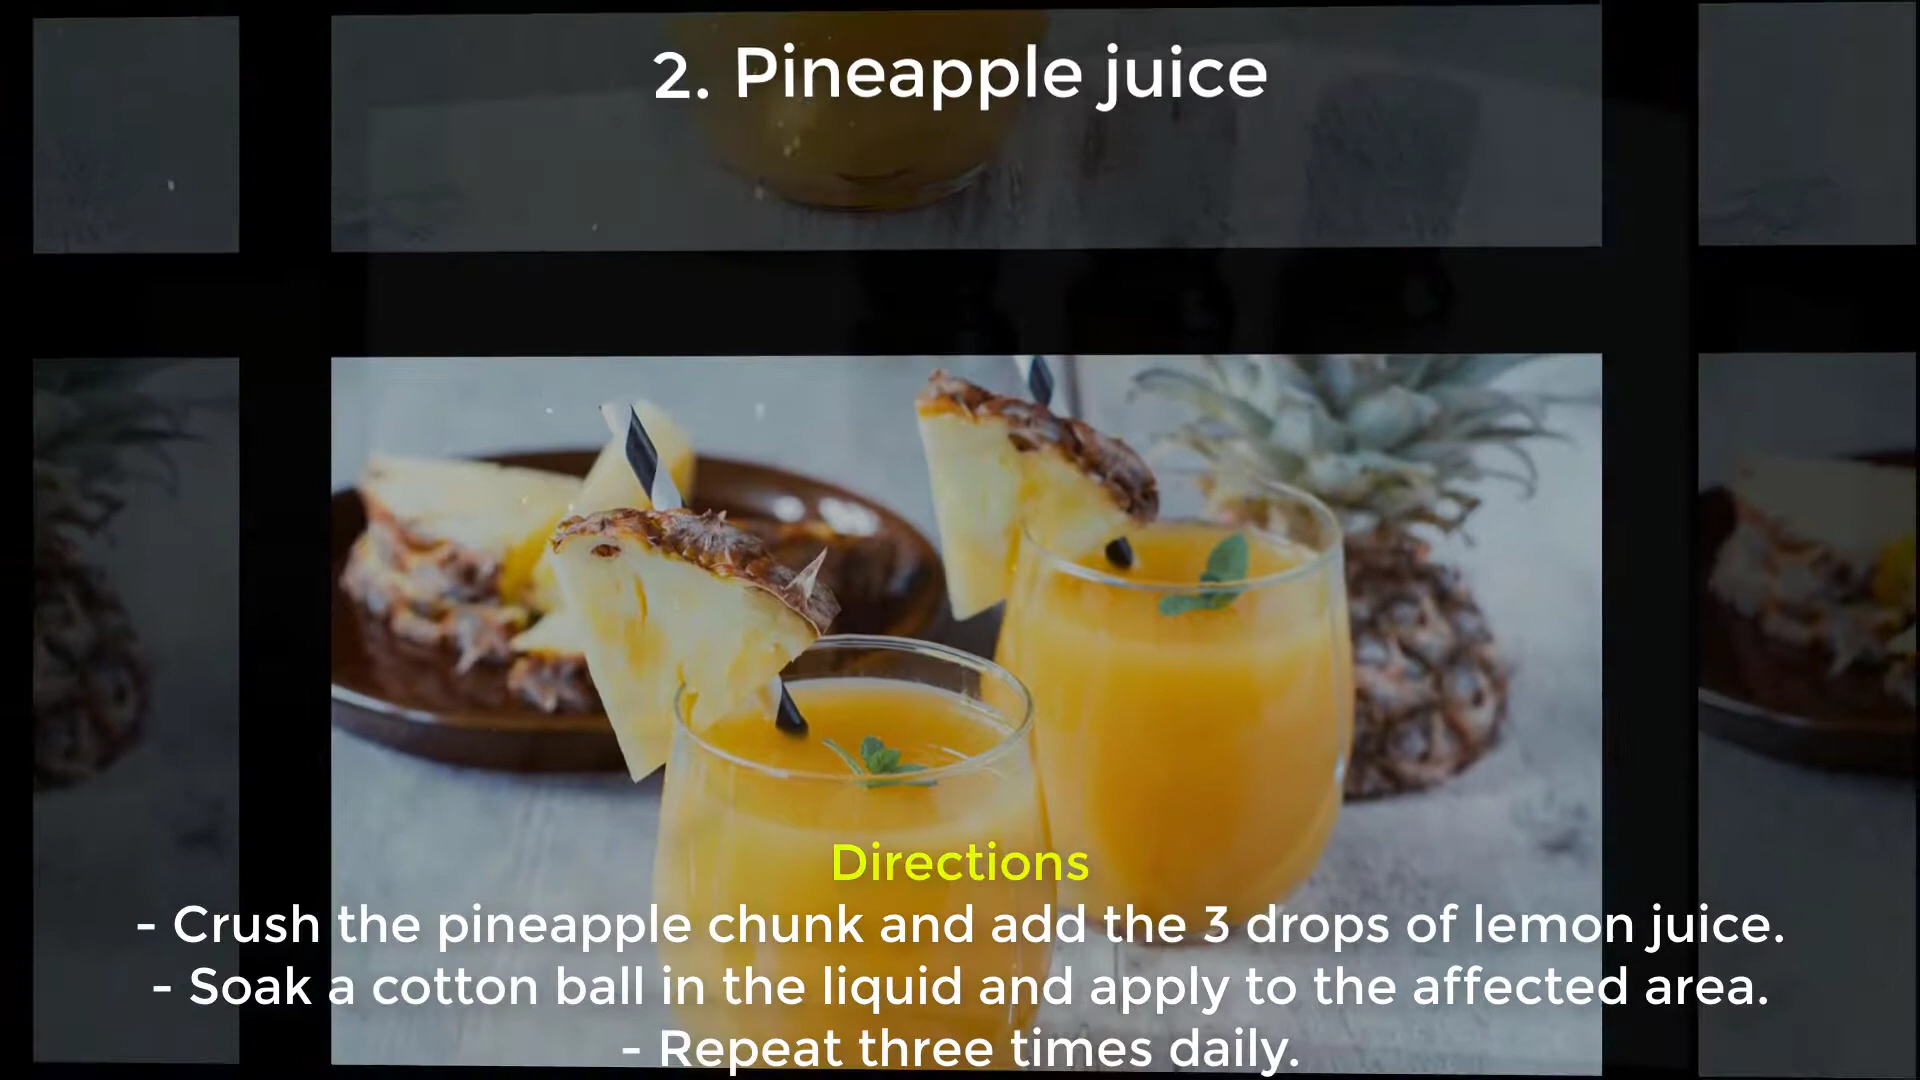 2. Pineapple juice
Directions
- Crush the pineapple chunk and add the 3 drops of lemon juice.
- Soak a cotton ball in the liquid and apply to the affected area.
- Repeat three times daily.